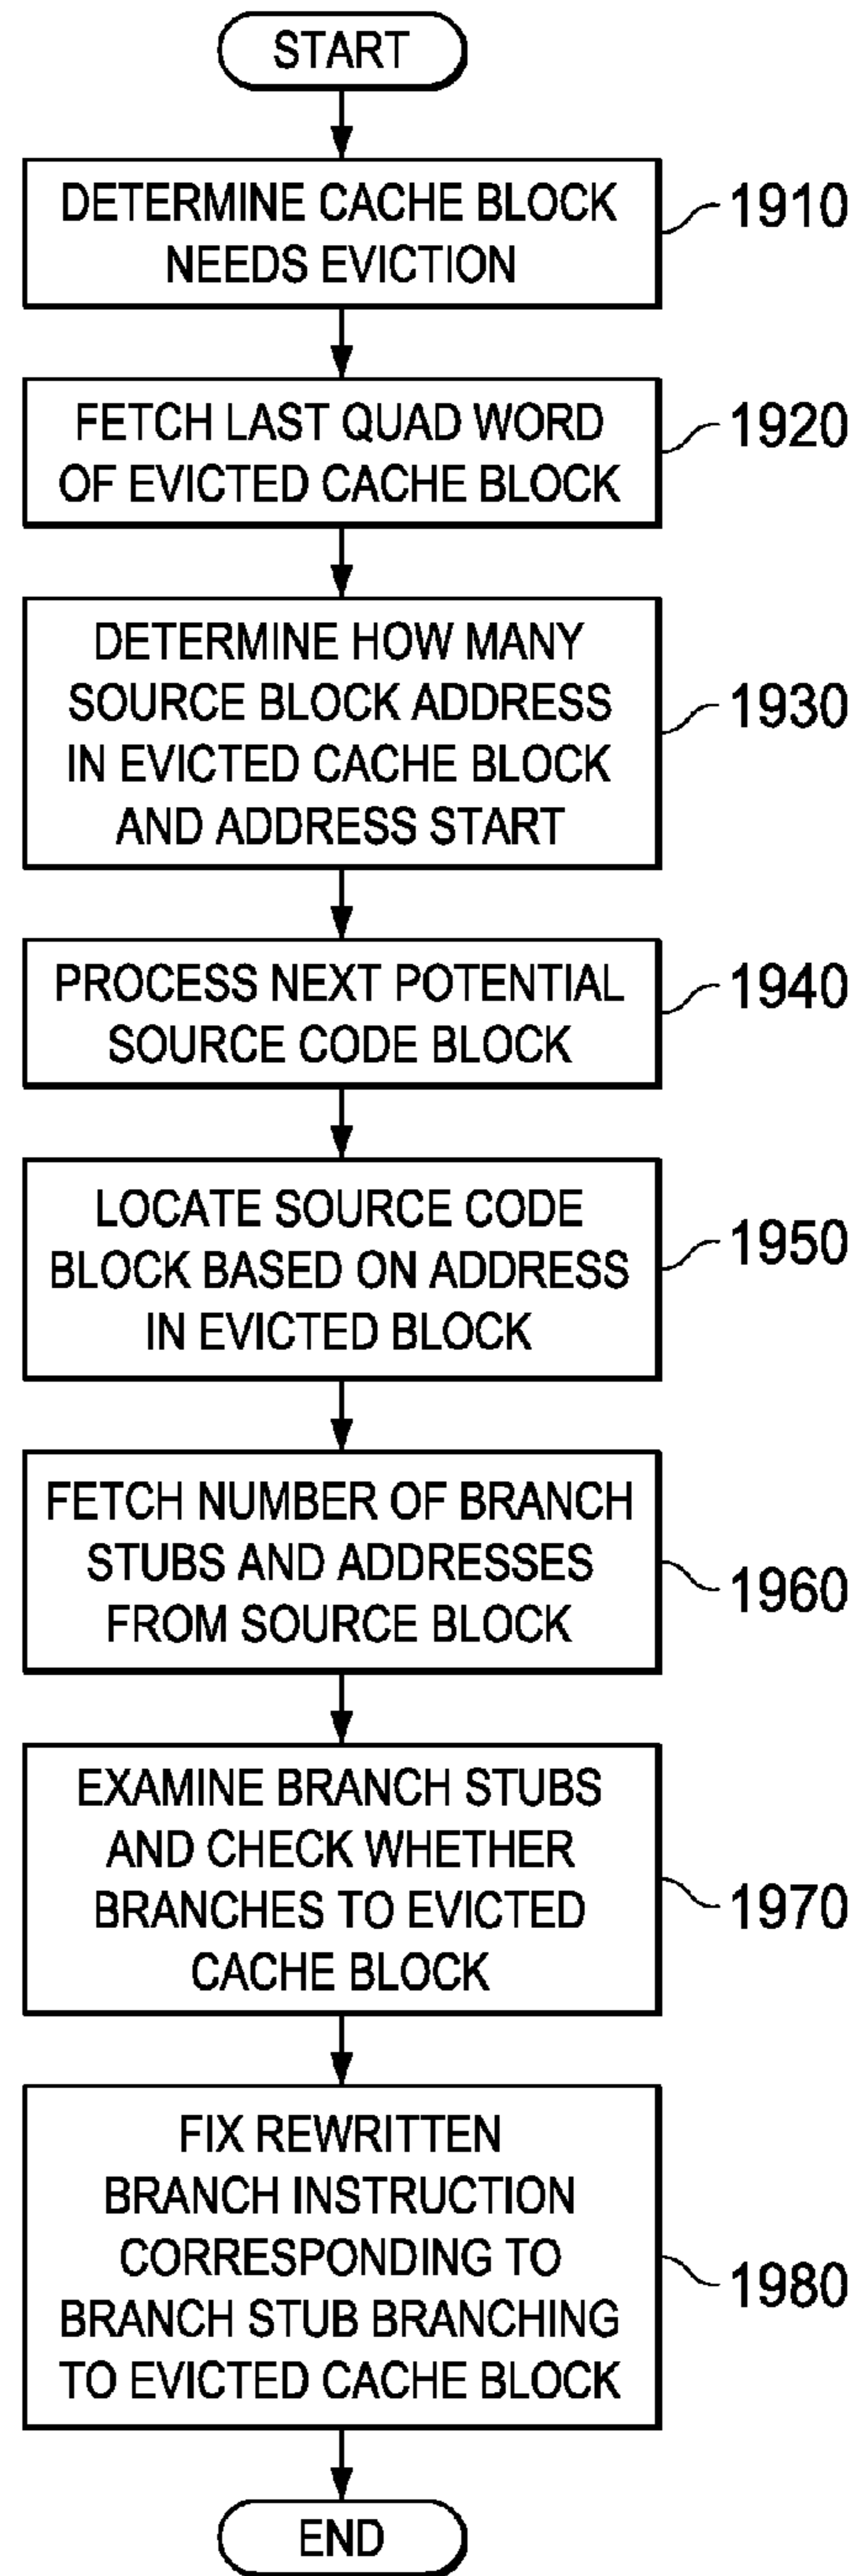 START
DETERMINE CACHE BLOCK
NEEDS EVICTION
1910
FETCH LAST QUAD WORD
OF EVICTED CACHE BLOCK
1920
DETERMINE HOW MANY
SOURCE BLOCK ADDRESS
IN EVICTED CACHE BLOCK
AND ADDRESS START
1930
PROCESS NEXT POTENTIAL
SOURCE CODE BLOCK
1940
LOCATE SOURCE CODE
BLOCK BASED ON ADDRESS
IN EVICTED BLOCK
1950
FETCH NUMBER OF BRANCH
STUBS AND ADDRESSES
FROM SOURCE BLOCK
1960
EXAMINE BRANCH STUBS
AND CHECK WHETHER
BRANCHES TO EVICTED
CACHE BLOCK
1970
FIX REWRITTEN
BRANCH INSTRUCTION
CORRESPONDING TO
BRANCH STUB BRANCHING
TO EVICTED CACHE BLOCK
1980
END